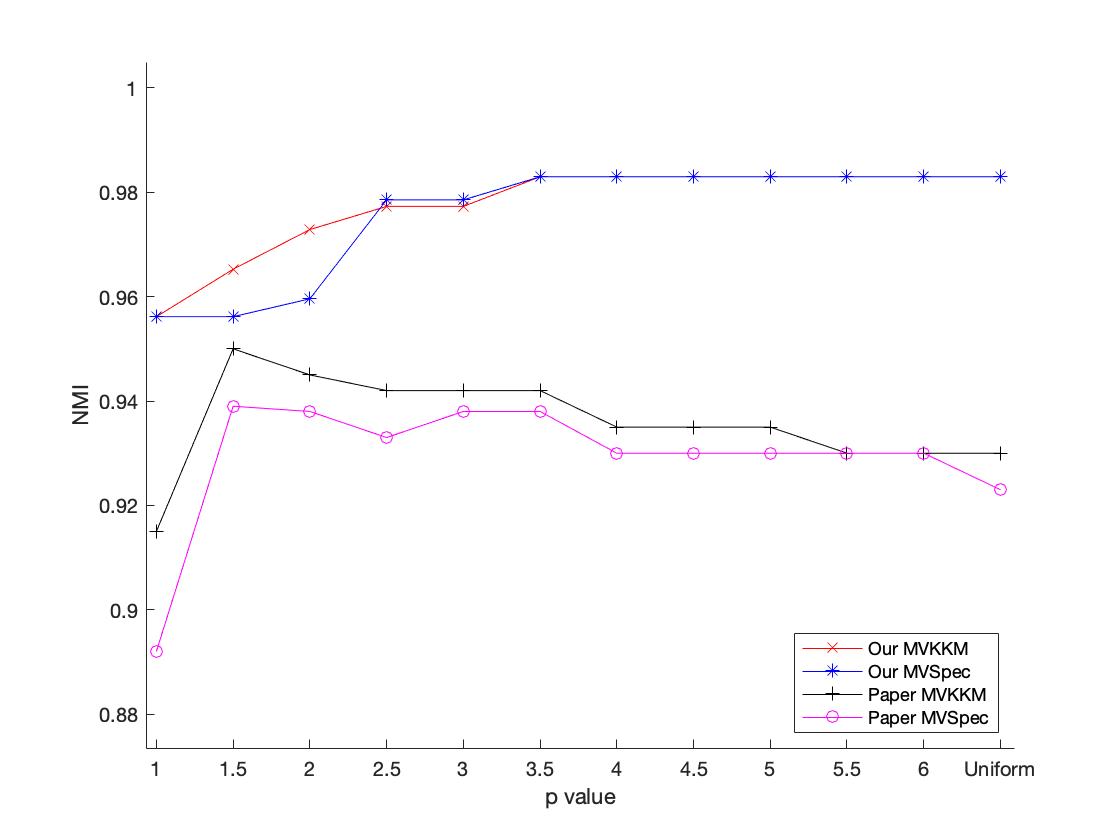 1
0.98
0.96
0.94
0.92
0.9
0.88
NMI
1 1.5 2 2.5 3 3.5 4 4.5 5 5.5 6 Uniform
p value
Our MVKKM
Our MVSpec
Paper MVKKM
Paper MVSpec